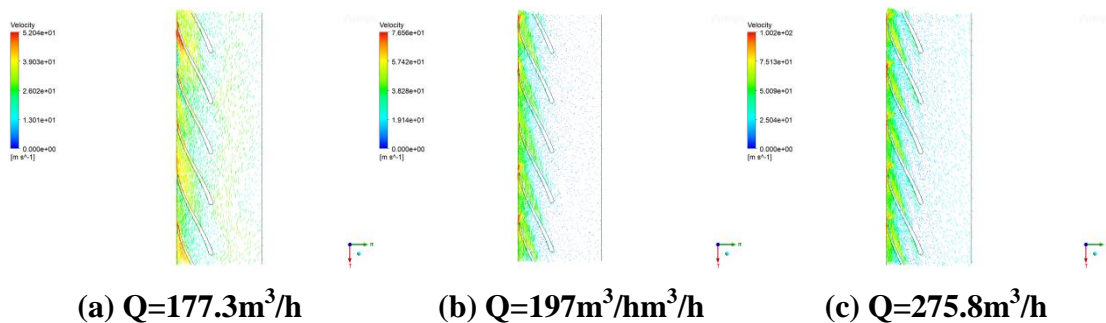 Velocity
5.204e+01
3.903e+01
2.602e+01
1.301e+01
0.000e+00
[m s^-1]
Velocity
7.656e+01
5.742e+01
3.828e+01
1.914e+01
0.000e+00
[m s^-1]
Velocity
1.002e+02
7.513e+01
5.009e+01
2.504e+01
0.000e+00
[m s^-1]
(a) Q=177.3m³/h
(b) Q=197m³/hm³/h
(c) Q=275.8m³/h